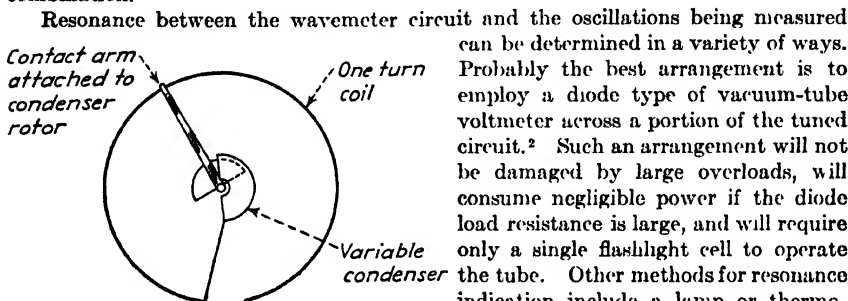 Resonance between the wavemeter circuit and the oscillations being measured
can be determined in a variety of ways.
Probably the best arrangement is to
employ a diode type of vacuum-tube
voltmeter across a portion of the tuned
circuit.² Such an arrangement will not
be damaged by large overloads, will
consume negligible power if the diode
load resistance is large, and will require
only a single flashlight cell to operate
the tube. Other methods for resonance
indication include a lamp or thermo-
Contact arm
attached to
condenser
rotor
One turn
coil
Variable
condenser